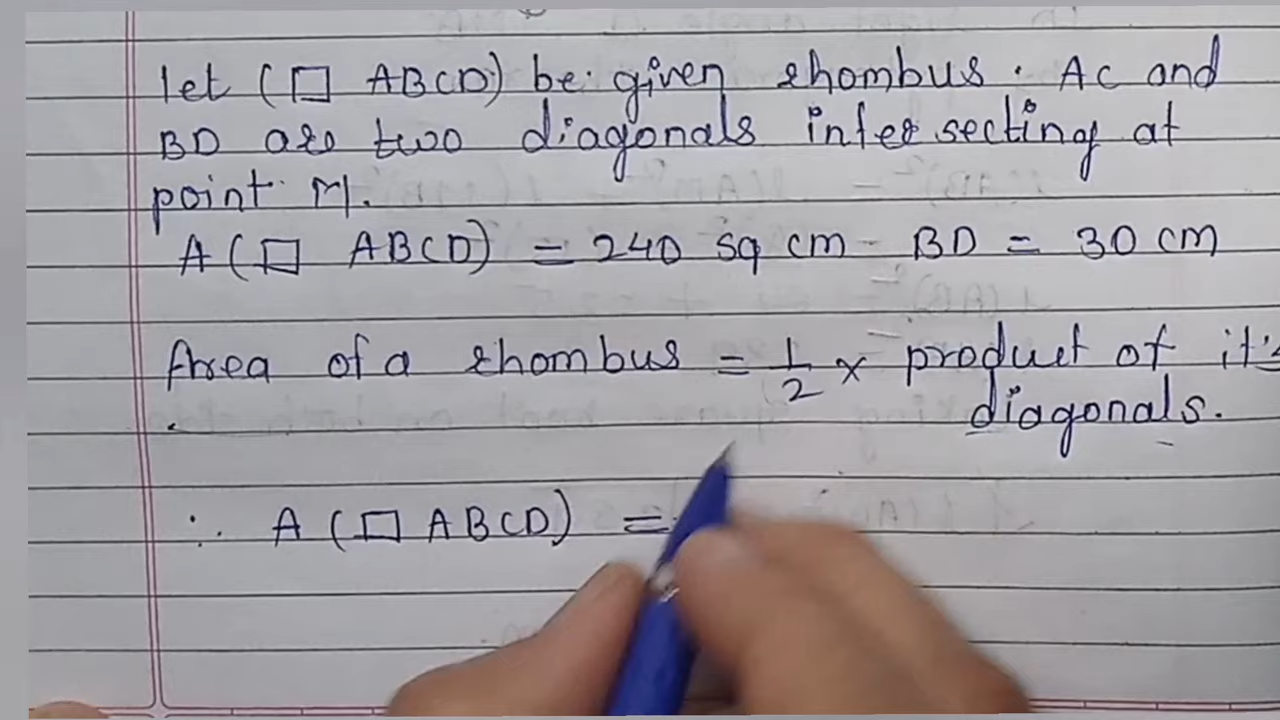 let (□ ABCD) be given rhombus. AC and
BD are two diagonals intersecting at
point M.
A (□ ABCD) = 240 sq cm - BD = 30 cm
Area of a rhombus = 1/2 × product of it's
diagonals.
∴ A (□ ABCD) =